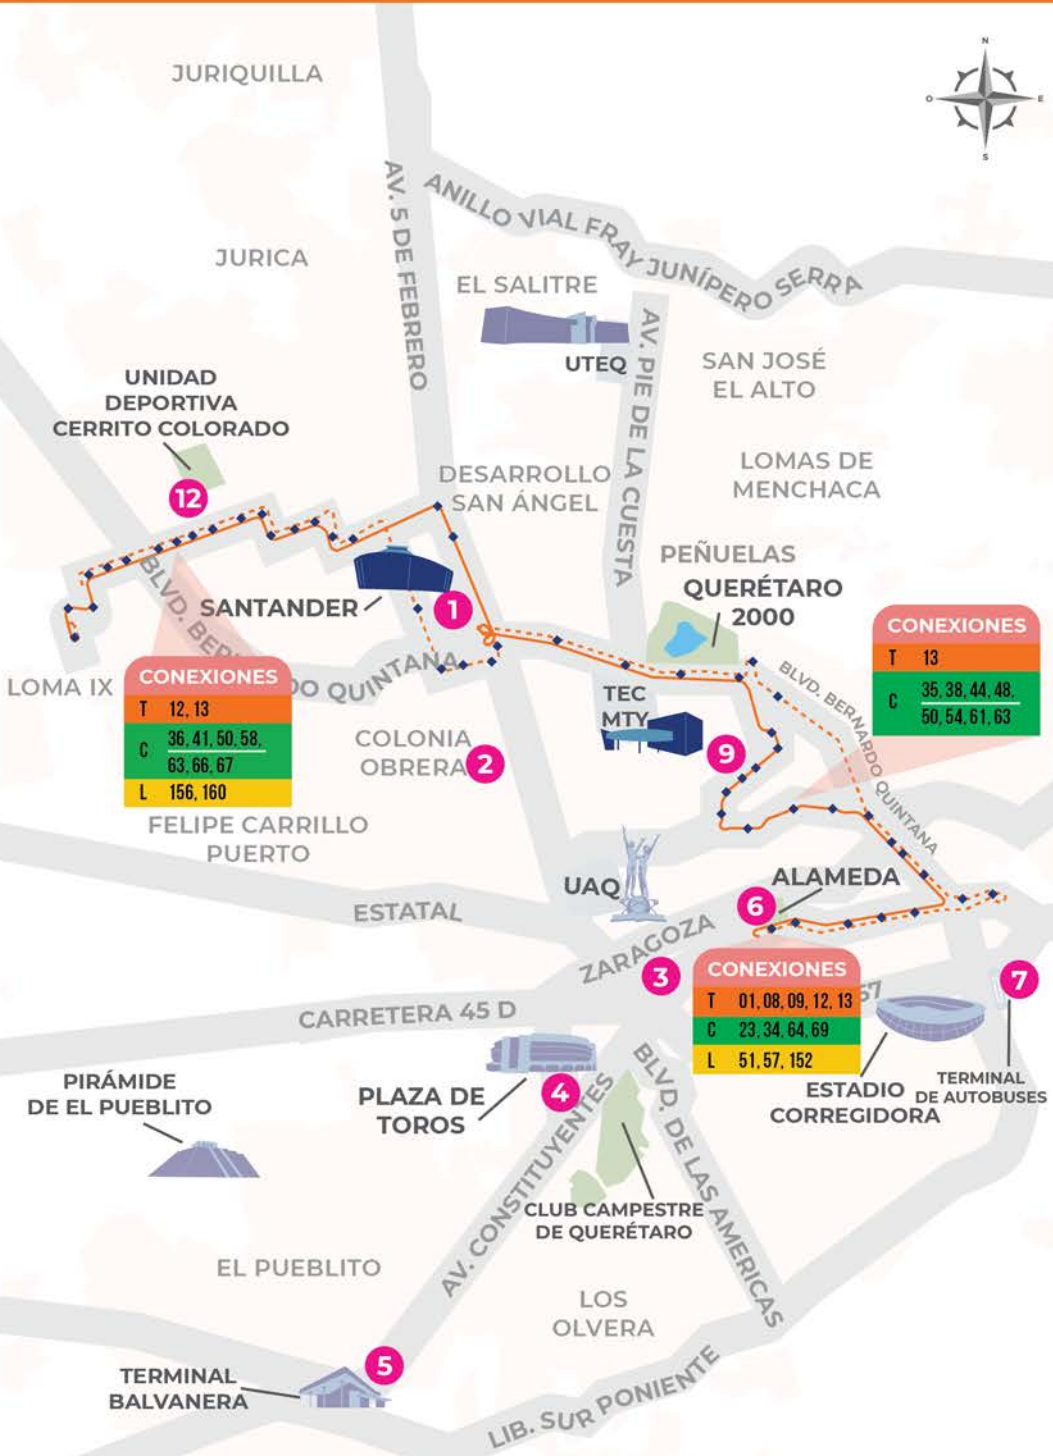 N
O
E
S
JURIQUILLA
AV. 5 DE FEBRERO
ANILLO VIAL FRAY JUNÍPERO SERRA
JURICA
EL SALITRE
UTEQ
AV. PIE DE LA CUESTA
SAN JOSÉ
EL ALTO
UNIDAD
DEPORTIVA
CERRITO COLORADO
12
DESARROLLO
SAN ÁNGEL
LOMAS DE
MENCHACA
PEÑUELAS
QUERÉTARO
2000
SANTANDER
1
BLVD. BER
DO QUINTANA
LOMA IX
CONEXIONES
T 12, 13
C 36, 41, 50, 58,
63, 66, 67
L 156, 160
CONEXIONES
T 13
C 35, 38, 44, 48,
50, 54, 61, 63
BLVD. BERNARDO QUINTANA
TEC
MTY
9
COLONIA
OBRERA
2
FELIPE CARRILLO
PUERTO
UAQ
ALAMEDA
6
ESTATAL
ZARAGOZA
3
CONEXIONES
T 01, 08, 09, 12, 13
C 23, 34, 64, 69
L 51, 57, 152
57
7
CARRETERA 45 D
ESTADIO
CORREGIDORA
TERMINAL
DE AUTOBUSES
PIRÁMIDE
DE EL PUEBLITO
PLAZA DE
TOROS
4
AV. CONSTITUYENTES
BLVD. DE LAS AMERICAS
CLUB CAMPESTRE
DE QUERÉTARO
EL PUEBLITO
LOS
OLVERA
TERMINAL
BALVANERA
5
LIB. SUR PONIENTE